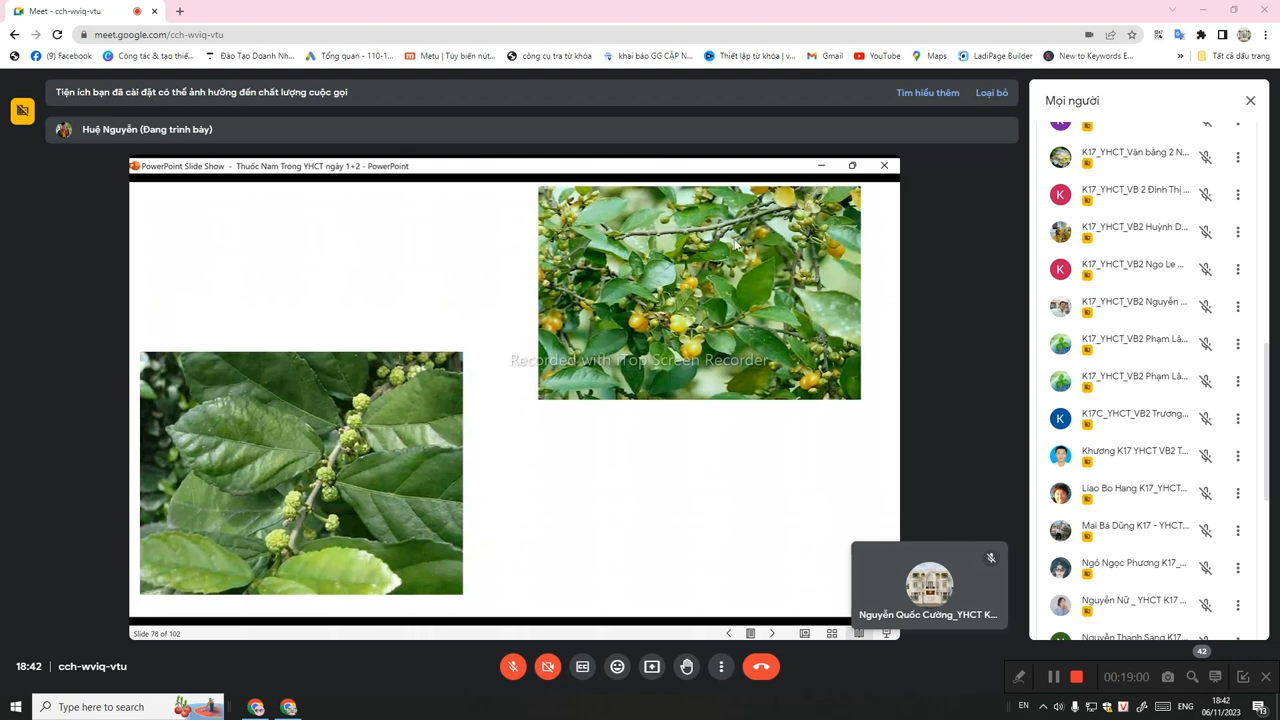 Meet - cch-wviq-vtu
meet.google.com/cch-wviq-vtu
(1) Facebook
Công tác & tạo thiế...
Đào Tạo Doanh Nh...
Tổng quan - 110-1...
Metu | Tùy biến nút...
công cụ tra từ khóa
khai báo GG CẶP N...
Thiết lập từ khóa | v...
Gmail
YouTube
Maps
LadiPage Builder
New to Keywords E...
»
Tất cả dấu trang
Tiện ích bạn đã cài đặt có thể ảnh hưởng đến chất lượng cuộc gọi
Tìm hiểu thêm
Loại bỏ
Huệ Nguyễn (Đang trình bày)
PowerPoint Slide Show - Thuốc Nam Trong YHCT ngày 1+2 - PowerPoint
Recorded with iTop Screen Recorder
Slide 78 of 102
Nguyễn Quốc Cường_YHCT K...
Mọi người
K17_YHCT_Văn bằng 2 N...
K17_YHCT_VB 2 Đinh Thị ...
K17_YHCT_VB2 Huỳnh D...
K
K17_YHCT_VB2 Ngo Le ...
K17_YHCT_VB2 Nguyễn ...
K17_YHCT_VB2 Phạm Lâ...
K17_YHCT_VB2 Phạm Lâ...
K
K17C_YHCT_VB2 Trương...
Khương K17 YHCT VB2 T...
Liao Bo Hang K17_YHCT...
Mai Bá Dũng K17 - YHCT...
Ngô Ngọc Phương K17_...
Nguyễn Nữ _ YHCT K17 ...
Nguyễn Thanh Sang K17...
42
18:42
cch-wviq-vtu
00:19:00
Type here to search
EN
ENG
18:42
06/11/2023
13